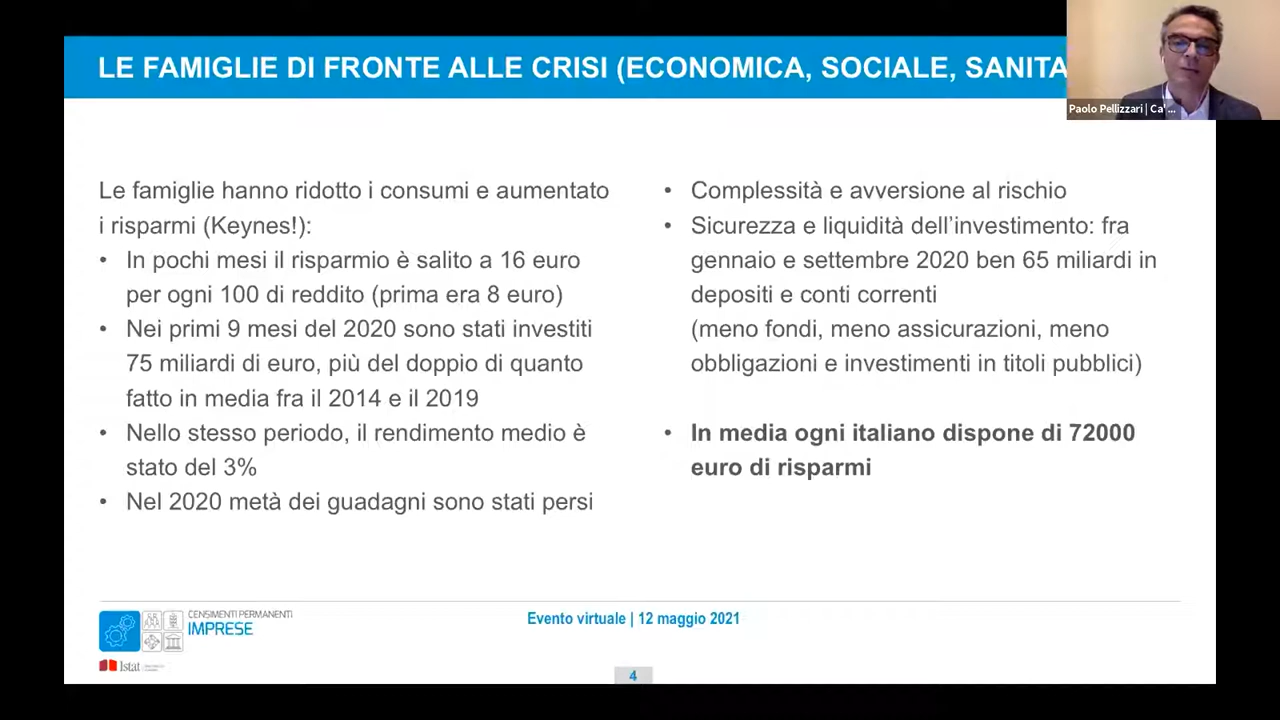 LE FAMIGLIE DI FRONTE ALLE CRISI (ECONOMICA, SOCIALE, SANITA
Paolo Pellizzari | Ca' ...
Le famiglie hanno ridotto i consumi e aumentato
i risparmi (Keynes!):
• In pochi mesi il risparmio è salito a 16 euro
per ogni 100 di reddito (prima era 8 euro)
• Nei primi 9 mesi del 2020 sono stati investiti
75 miliardi di euro, più del doppio di quanto
fatto in media fra il 2014 e il 2019
• Nello stesso periodo, il rendimento medio è
stato del 3%
• Nel 2020 metà dei guadagni sono stati persi
• Complessità e avversione al rischio
• Sicurezza e liquidità dell’investimento: fra
gennaio e settembre 2020 ben 65 miliardi in
depositi e conti correnti
(meno fondi, meno assicurazioni, meno
obbligazioni e investimenti in titoli pubblici)
• In media ogni italiano dispone di 72000
euro di risparmi
CENSIMENTI PERMANENTI
IMPRESE
Istat
Evento virtuale | 12 maggio 2021
4